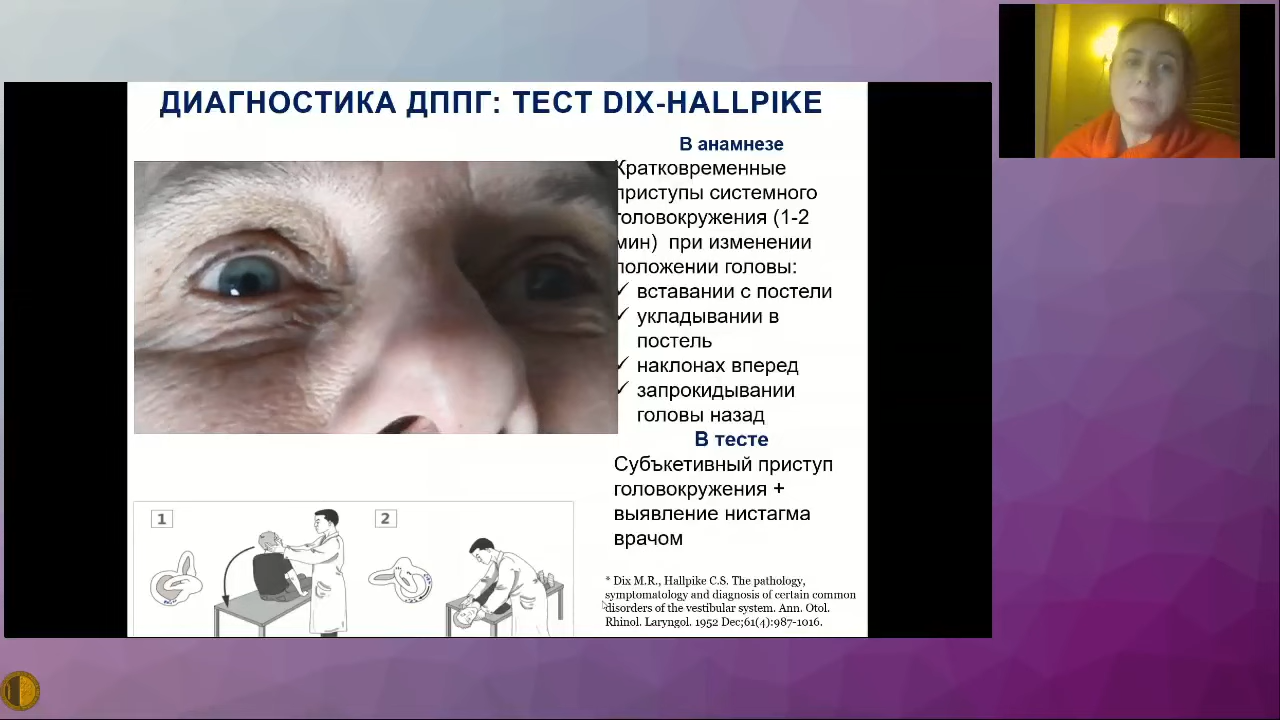 ДИАГНОСТИКА ДППГ: ТЕСТ DIX-HALLPIKE
В анамнезе
Кратковременные
приступы системного
головокружения (1-2
мин) при изменении
положении головы:
✓ вставании с постели
✓ укладывании в
постель
✓ наклонах вперед
✓ запрокидывании
головы назад
В тесте
Субъкетивный приступ
головокружения +
выявление нистагма
врачом
1
2
* Dix M.R., Hallpike C.S. The pathology,
symptomatology and diagnosis of certain common
disorders of the vestibular system. Ann. Otol.
Rhinol. Laryngol. 1952 Dec;61(4):987-1016.